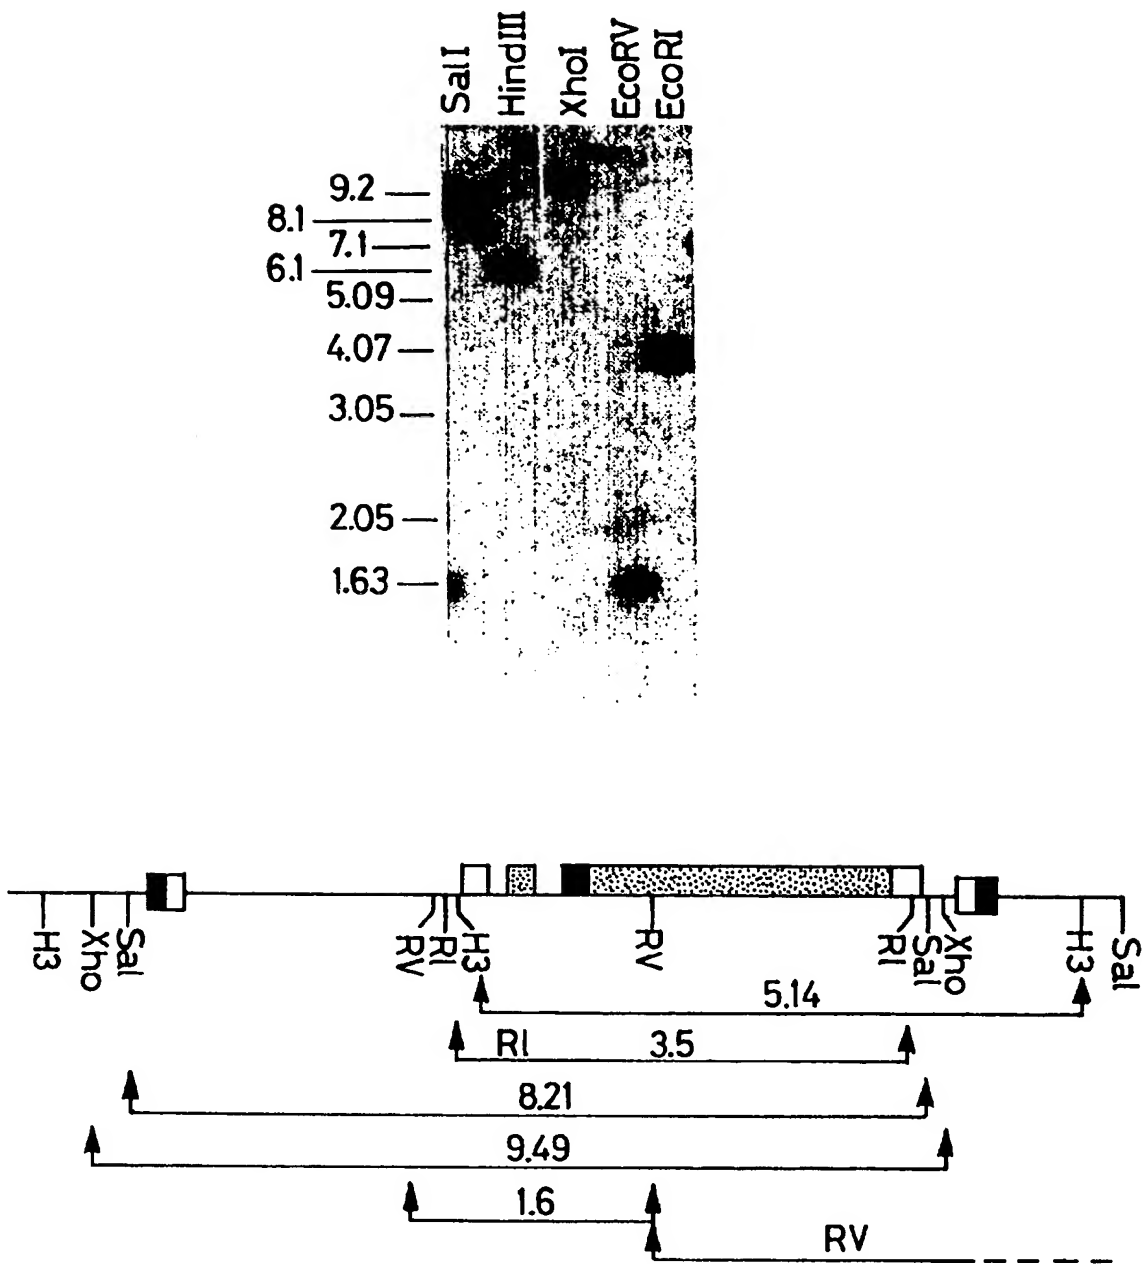 SalI
HindIII
XhoI
EcoRV
EcoRI
9.2
8.1
7.1
6.1
5.09
4.07
3.05
2.05
1.63
H3
Xho
Sal
RV
RI
H3
RV
RI
Sal
Xho
H3
Sal
5.14
RI 3.5
8.21
9.49
1.6
RV